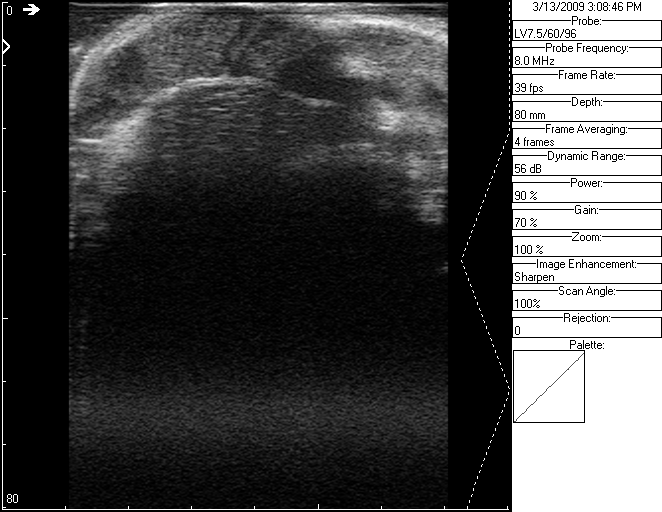 0
3/13/2009 3:08:46 PM
Probe:
LV7.5/60/96
Probe Frequency:
8.0 MHz
Frame Rate:
39 fps
Depth:
80 mm
Frame Averaging:
4 frames
Dynamic Range:
56 dB
Power:
90 %
Gain:
70 %
Zoom:
100 %
Image Enhancement:
Sharpen
Scan Angle:
100%
Rejection:
0
Palette:
80